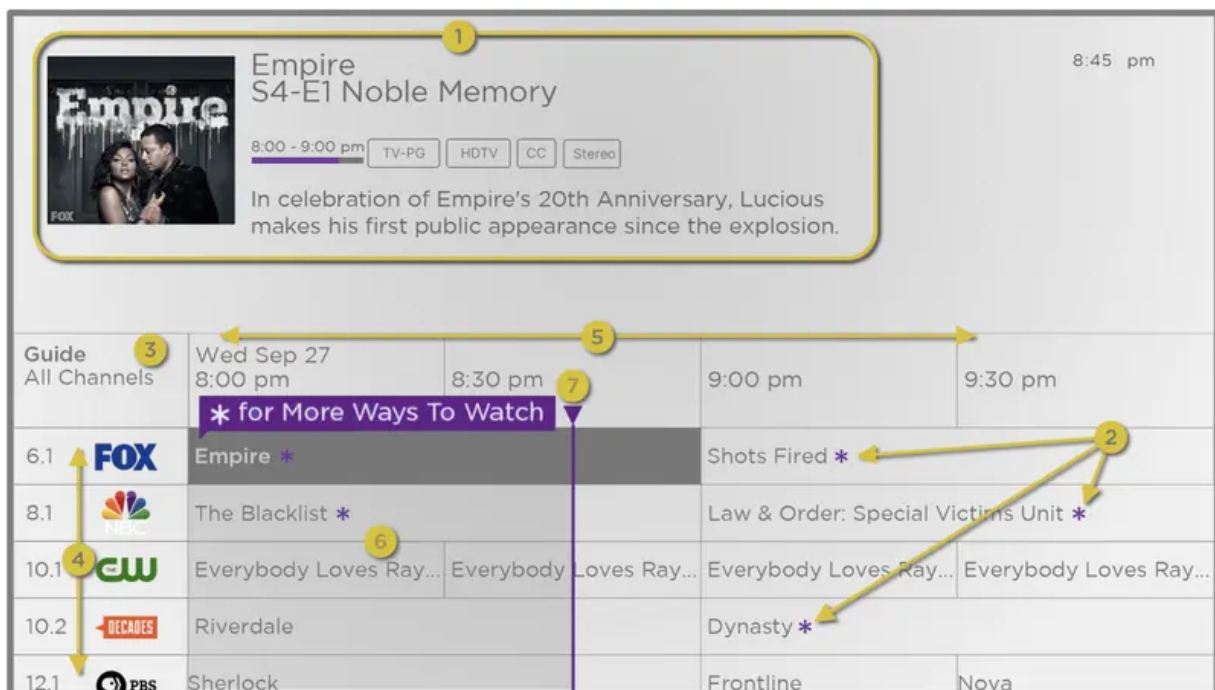 1
8:45 pm
Empire
S4-E1 Noble Memory
Empire
FOX
8:00 - 9:00 pm TV-PG HDTV CC Stereo
In celebration of Empire's 20th Anniversary, Lucious
makes his first public appearance since the explosion.
5
Guide 3
All Channels
Wed Sep 27
8:00 pm 8:30 pm 7 9:00 pm 9:30 pm
* for More Ways To Watch
2
6.1 FOX Empire * Shots Fired *
8.1 NBC The Blacklist * Law & Order: Special Victims Unit *
6
4
10.1 CW Everybody Loves Ray... Everybody Loves Ray... Everybody Loves Ray... Everybody Loves Ray...
10.2 DECADES Riverdale Dynasty *
12.1 PBS Sherlock Frontline Nova